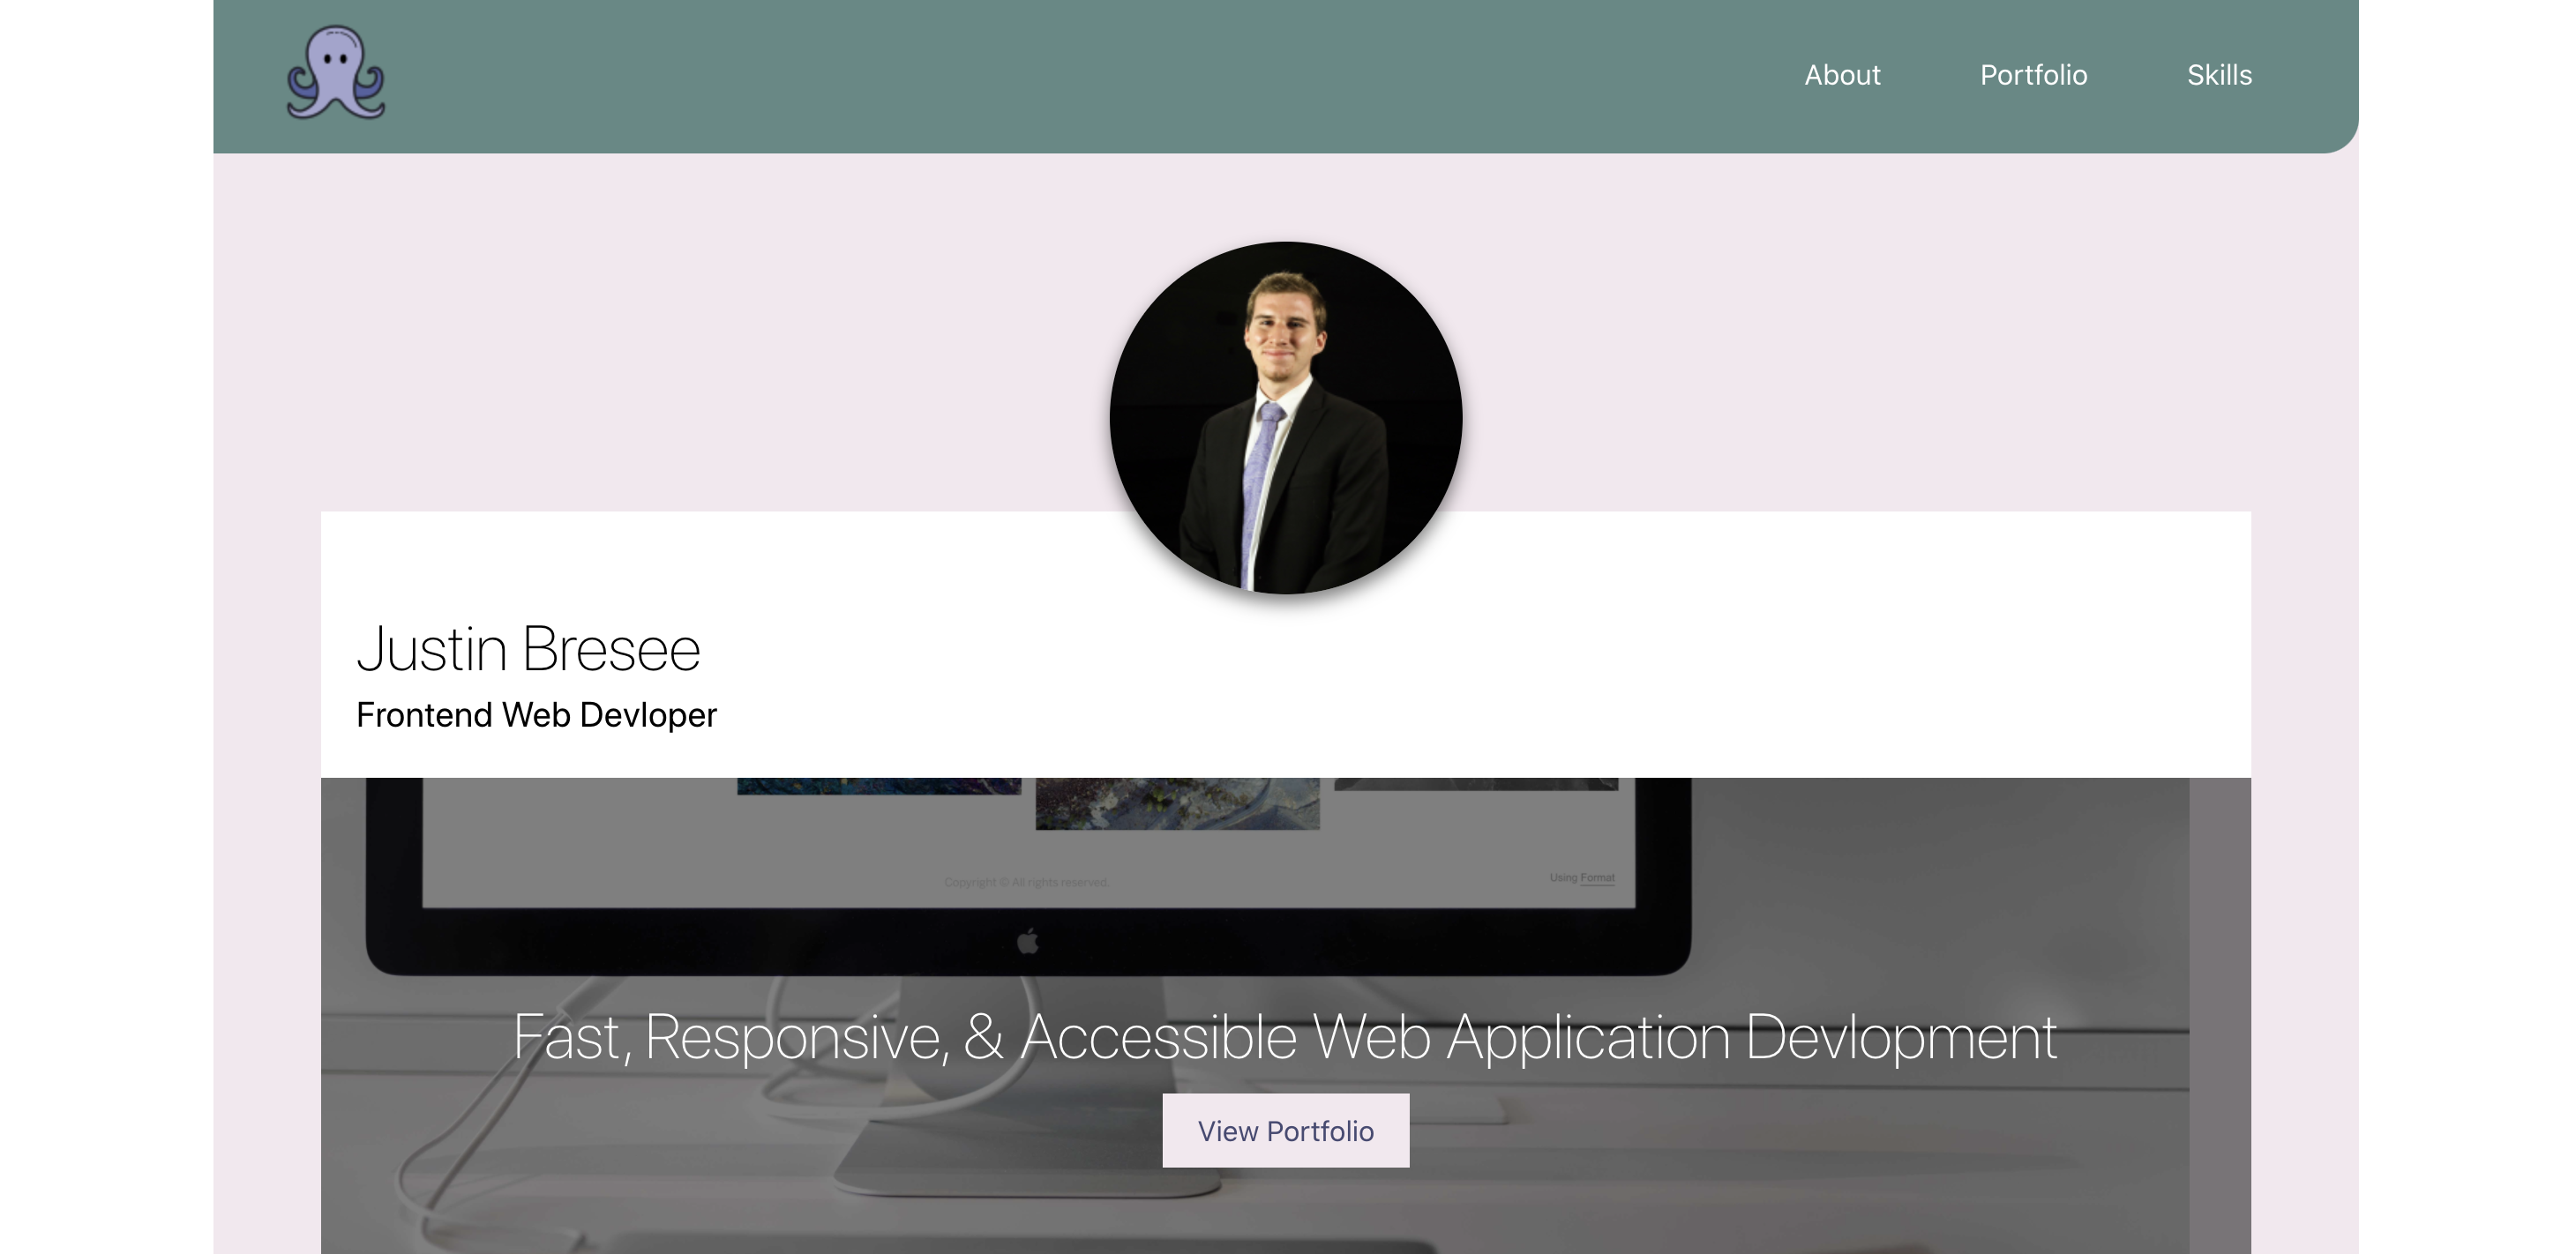 About Portfolio Skills
Justin Bresee
Frontend Web Devloper
Copyright © All rights reserved.
Using Format
Fast, Responsive, & Accessible Web Application Devlopment
View Portfolio